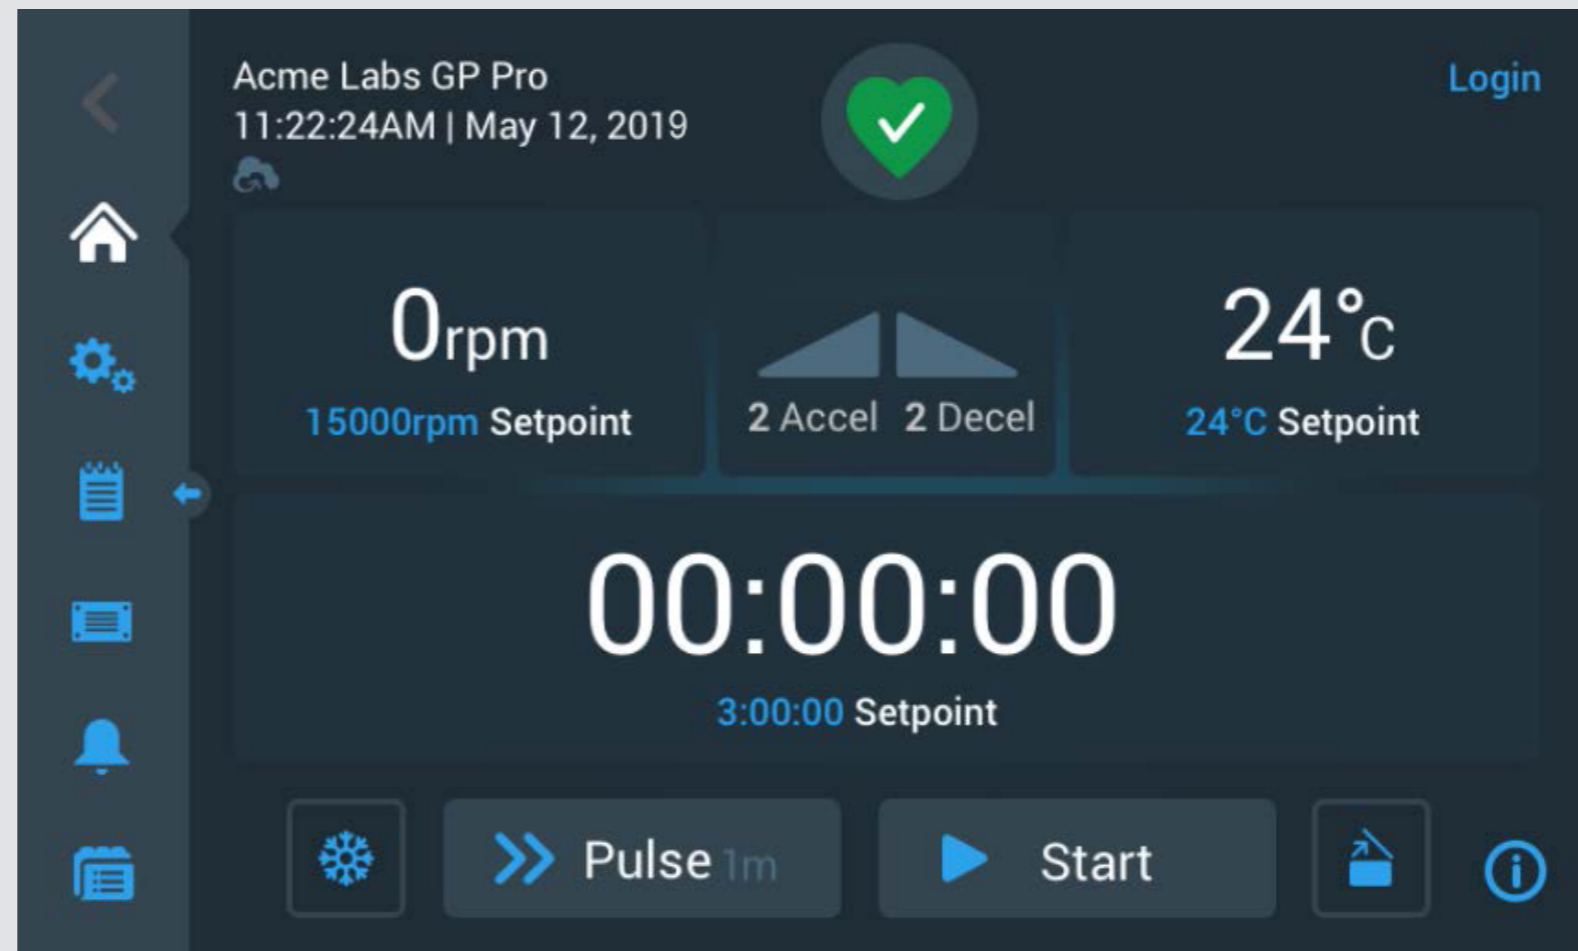 Acme Labs GP Pro
Login
11:22:24AM | May 12, 2019
0rpm
24°C
15000rpm Setpoint
2 Accel 2 Decel
24°C Setpoint
00:00:00
3:00:00 Setpoint
Pulse 1m
Start